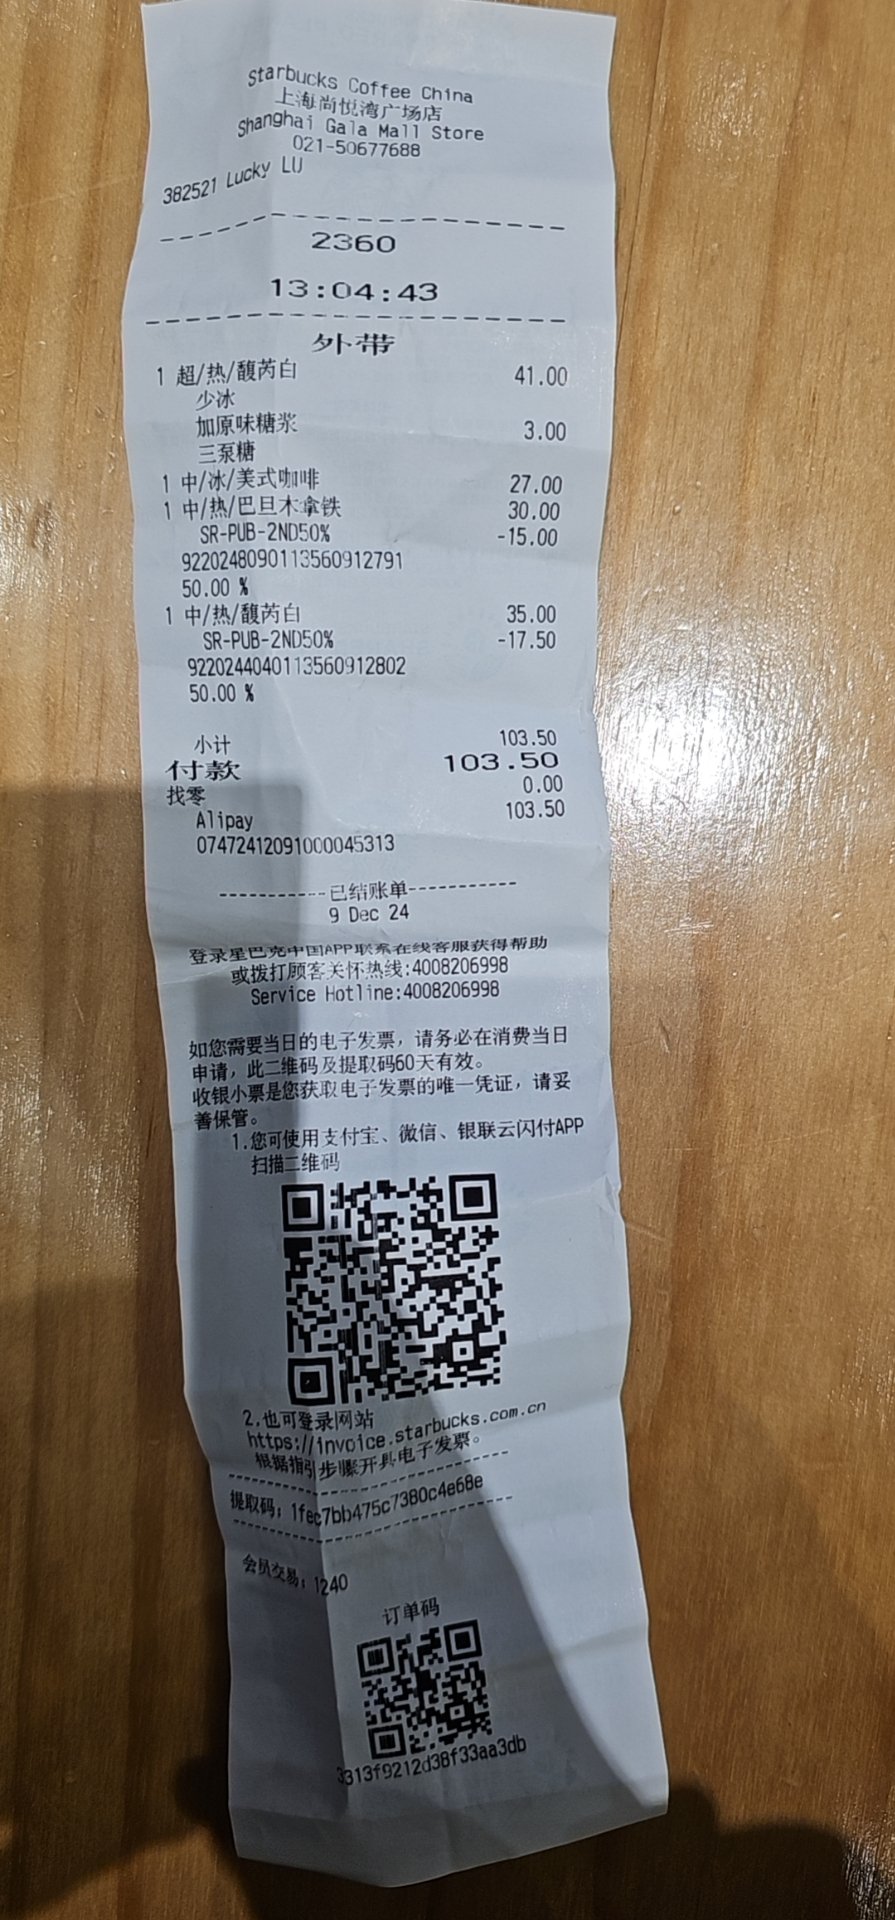 Starbucks Coffee China
上海尚悦湾广场店
Shanghai Gala Mall Store
021-50677688
382521 Lucky LU
2360
13:04:43
外带
1 超/热/馥芮白 41.00
少冰
加原味糖浆 3.00
三泵糖
1 中/冰/美式咖啡 27.00
1 中/热/巴旦木拿铁 30.00
SR-PUB-2ND50% -15.00
9220248090113560912791
50.00 %
1 中/热/馥芮白 35.00
SR-PUB-2ND50% -17.50
9220244040113560912802
50.00 %
小计 103.50
付款 103.50
找零 0.00
Alipay 103.50
07472412091000045313
-----------已结账单-----------
9 Dec 24
登录星巴克中国APP联系在线客服获得帮助
或拨打顾客关怀热线:4008206998
Service Hotline:4008206998
如您需要当日的电子发票，请务必在消费当日
申请，此二维码及提取码60天有效。
收银小票是您获取电子发票的唯一凭证，请妥
善保管。
1.您可使用支付宝、微信、银联云闪付APP
扫描二维码
2.也可登录网站
https://invoice.starbucks.com.cn
根据指引步骤开具电子发票。
提取码：1fec7bb475c7380c4e68e
会员交易：1240
订单码
3313f9212d38f33aa3db